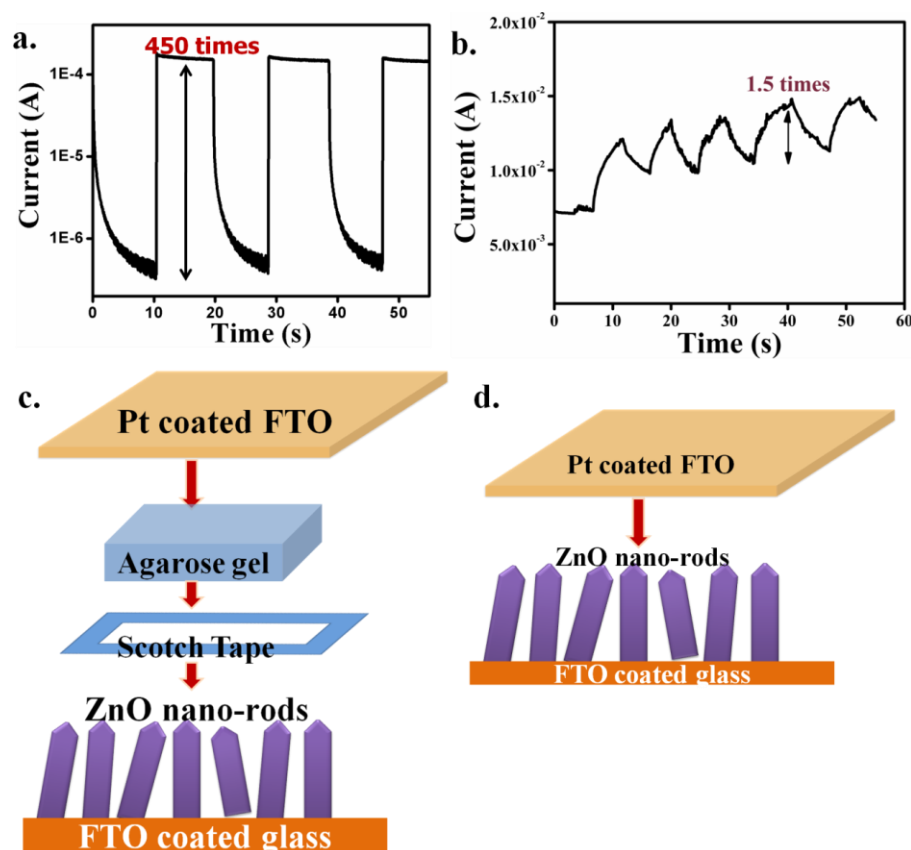 a.
450 times
1E-4
1E-5
1E-6
Current (A)
0 10 20 30 40 50
Time (s)
b.
2.0x10⁻²
1.5 times
1.5x10⁻²
1.0x10⁻²
5.0x10⁻³
Current (A)
0 10 20 30 40 50 60
Time (s)
c.
Pt coated FTO
Agarose gel
Scotch Tape
ZnO nano-rods
FTO coated glass
d.
Pt coated FTO
ZnO nano-rods
FTO coated glass